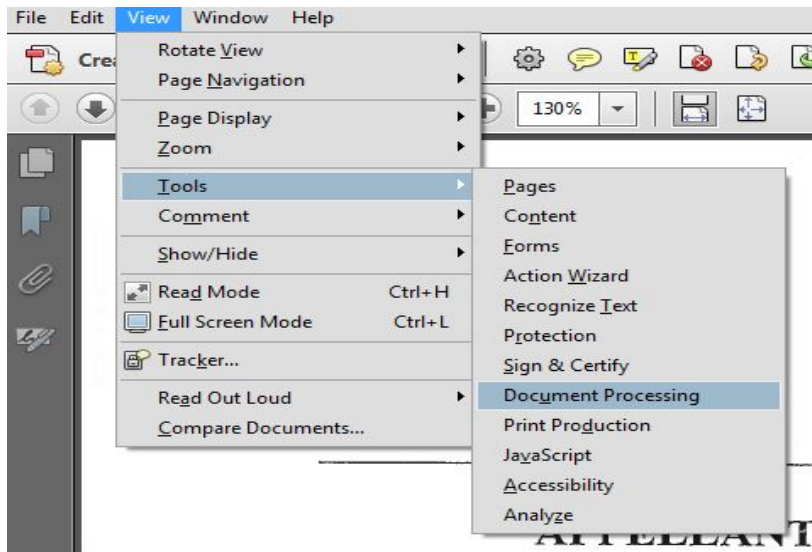 File Edit View Window Help
Crea
130%
Rotate View
Page Navigation
Page Display
Zoom
Tools
Comment
Show/Hide
Read Mode Ctrl+H
Full Screen Mode Ctrl+L
Tracker...
Read Out Loud
Compare Documents...
Pages
Content
Forms
Action Wizard
Recognize Text
Protection
Sign & Certify
Document Processing
Print Production
JavaScript
Accessibility
Analyze
APPELLANT